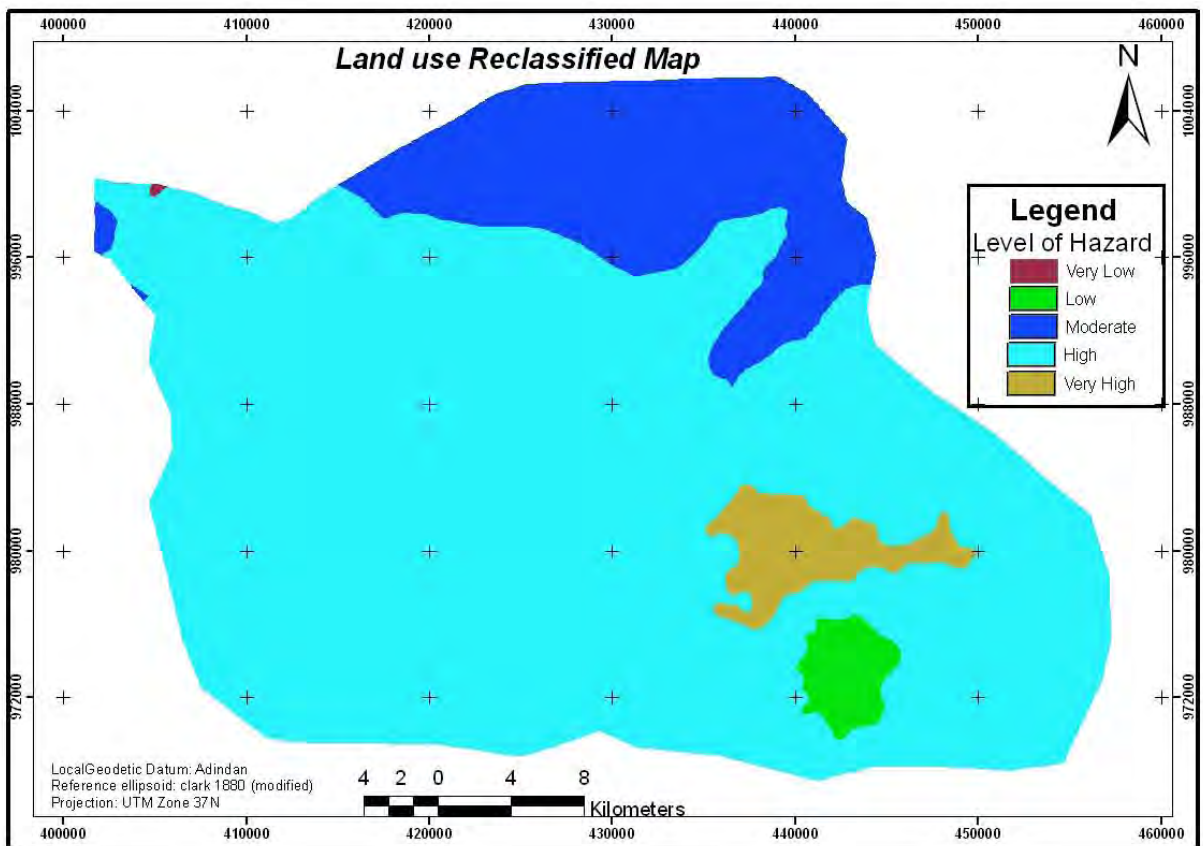 400000 410000 420000 430000 440000 450000 460000
Land use Reclassified Map
N
1004000 1004000
Legend
Level of Hazard
Very Low
Low
Moderate
High
Very High
996000 996000
988000 988000
980000 980000
972000 972000
LocalGeodetic Datum: Adindan
Reference ellipsoid: clark 1880 (modified)
Projection: UTM Zone 37N
4 2 0 4 8
Kilometers
400000 410000 420000 430000 440000 450000 460000